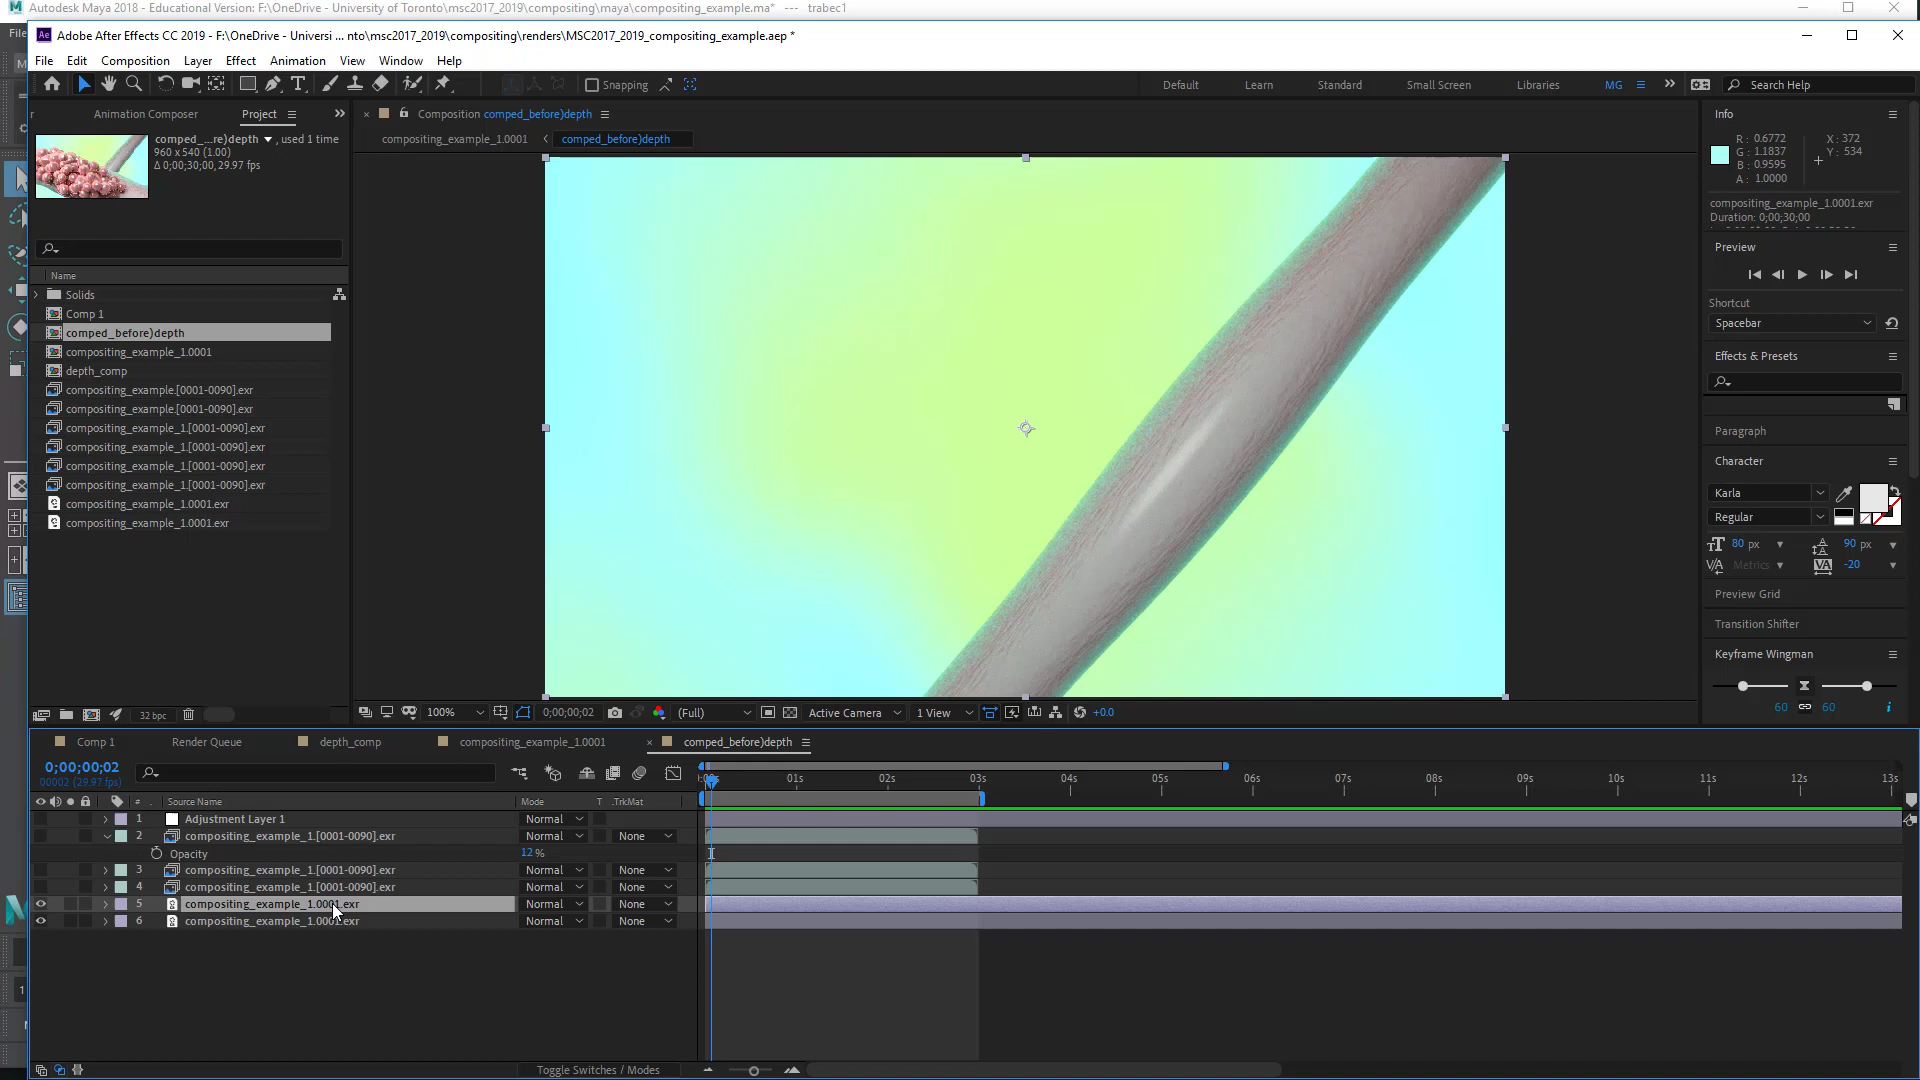 Autodesk Maya 2018 - Educational Version: F:\OneDrive - University of Toronto\msc2017_2019\compositing\maya\compositing_example.ma*   ---   trabec1
Adobe After Effects CC 2019 - F:\OneDrive - Universi ... nto\msc2017_2019\compositing\renders\MSC2017_2019_compositing_example.aep *
File Edit Composition Layer Effect Animation View Window Help
Snapping Default Learn Standard Small Screen Libraries MG Search Help
Animation Composer Project
Composition comped_before)depth
compositing_example_1.0001 comped_before)depth
comped_...re)depth , used 1 time
960 x 540 (1.00)
Δ 0;00;30;00, 29.97 fps
Name
Solids
Comp 1
comped_before)depth
compositing_example_1.0001
depth_comp
compositing_example.[0001-0090].exr
compositing_example.[0001-0090].exr
compositing_example_1.[0001-0090].exr
compositing_example_1.[0001-0090].exr
compositing_example_1.[0001-0090].exr
compositing_example_1.[0001-0090].exr
compositing_example_1.0001.exr
compositing_example_1.0001.exr
32 bpc
100% 0;00;00;02 (Full) Active Camera 1 View +0.0
Info
R : 0.6772 X : 372
G : 1.1837 Y : 534
B : 0.9595
A : 1.0000
compositing_example_1.0001.exr
Duration: 0;00;30;00
Preview
Shortcut
Spacebar
Effects & Presets
Paragraph
Character
Karla
Regular
80 px 90 px
Metrics -20
Preview Grid
Transition Shifter
Keyframe Wingman
60 60
Comp 1 Render Queue depth_comp compositing_example_1.0001 comped_before)depth
0;00;00;02
00002 (29.97 fps)
01s 02s 03s 04s 05s 06s 07s 08s 09s 10s 11s 12s 13s
# Source Name Mode T .TrkMat
1 Adjustment Layer 1 Normal
2 compositing_example_1.[0001-0090].exr Normal None
Opacity 12 %
3 compositing_example_1.[0001-0090].exr Normal None
4 compositing_example_1.[0001-0090].exr Normal None
5 compositing_example_1.0001.exr Normal None
6 compositing_example_1.0001.exr Normal None
Toggle Switches / Modes